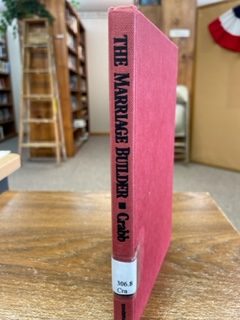 THE MARRIAGE BUILDER ■ Crabb
306.8
Cra